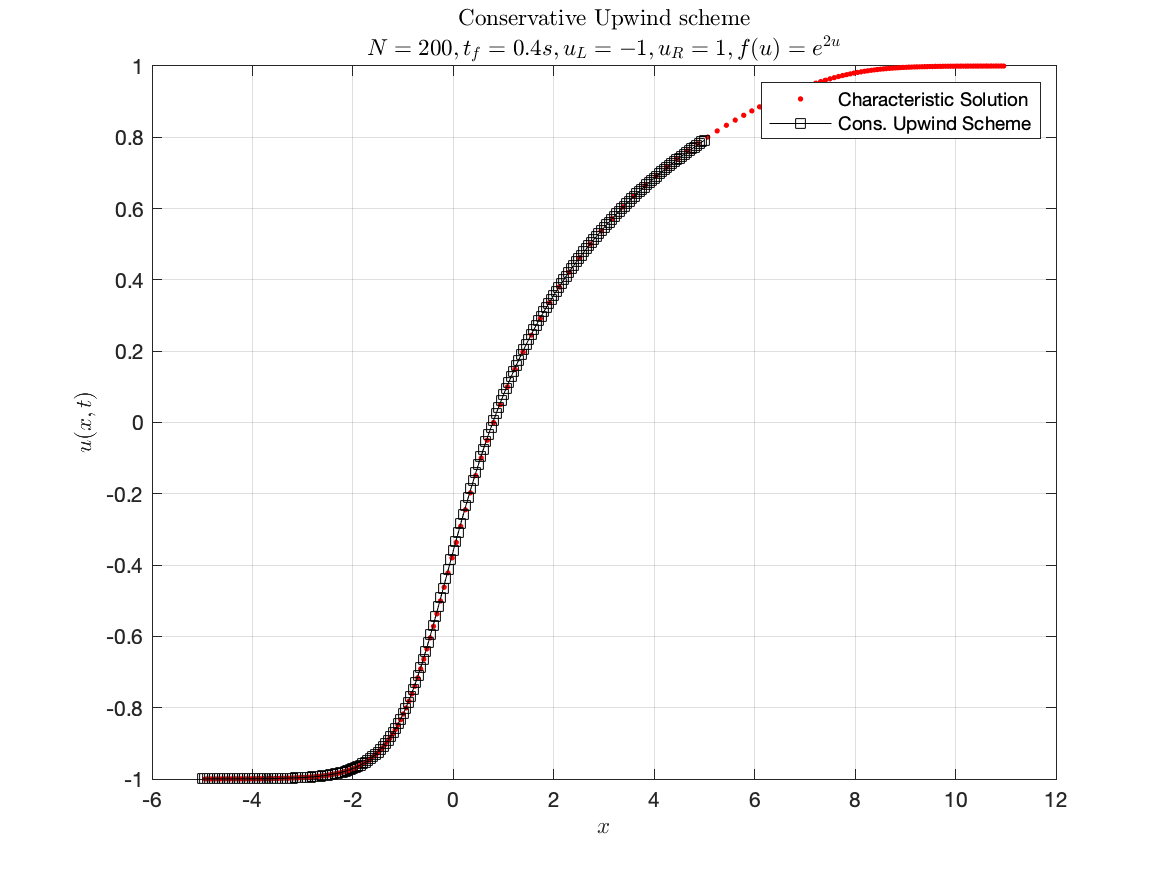 Conservative Upwind scheme
N = 200, t_f = 0.4s, u_L = −1, u_R = 1, f(u) = e^{2u}
Characteristic Solution
Cons. Upwind Scheme
1
0.8
0.6
0.4
0.2
0
-0.2
-0.4
-0.6
-0.8
-1
u(x, t)
-6 -4 -2 0 2 4 6 8 10 12
x